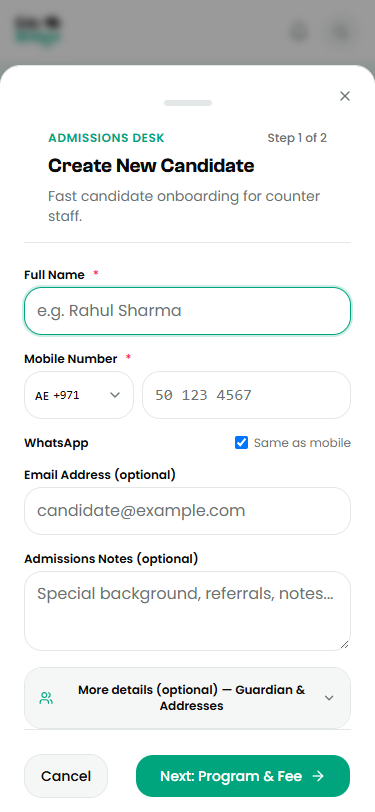 ADMISSIONS DESK
Step 1 of 2
Create New Candidate
Fast candidate onboarding for counter
staff.
Full Name *
e.g. Rahul Sharma
Mobile Number *
AE +971
50 123 4567
WhatsApp
Same as mobile
Email Address (optional)
candidate@example.com
Admissions Notes (optional)
Special background, referrals, notes...
More details (optional) — Guardian &
Addresses
Cancel
Next: Program & Fee →